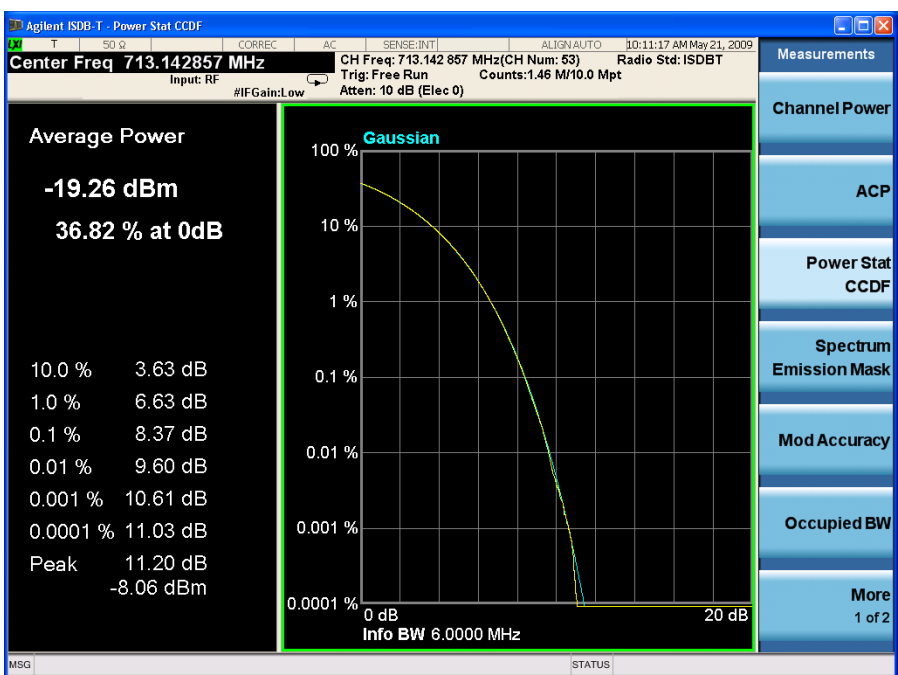 Agilent ISDB-T - Power Stat CCDF
LXI T 50 Ω CORREC AC SENSE:INT ALIGN AUTO 10:11:17 AM May 21, 2009
Center Freq 713.142857 MHz
Input: RF
#IFGain:Low
CH Freq: 713.142 857 MHz(CH Num: 53) Radio Std: ISDBT
Trig: Free Run Counts:1.46 M/10.0 Mpt
Atten: 10 dB (Elec 0)
Average Power
-19.26 dBm
36.82 % at 0dB
10.0 % 3.63 dB
1.0 % 6.63 dB
0.1 % 8.37 dB
0.01 % 9.60 dB
0.001 % 10.61 dB
0.0001 % 11.03 dB
Peak 11.20 dB
-8.06 dBm
Gaussian
100 %
10 %
1 %
0.1 %
0.01 %
0.001 %
0.0001 %
0 dB 20 dB
Info BW 6.0000 MHz
Measurements
Channel Power
ACP
Power Stat
CCDF
Spectrum
Emission Mask
Mod Accuracy
Occupied BW
More
1 of 2
MSG STATUS